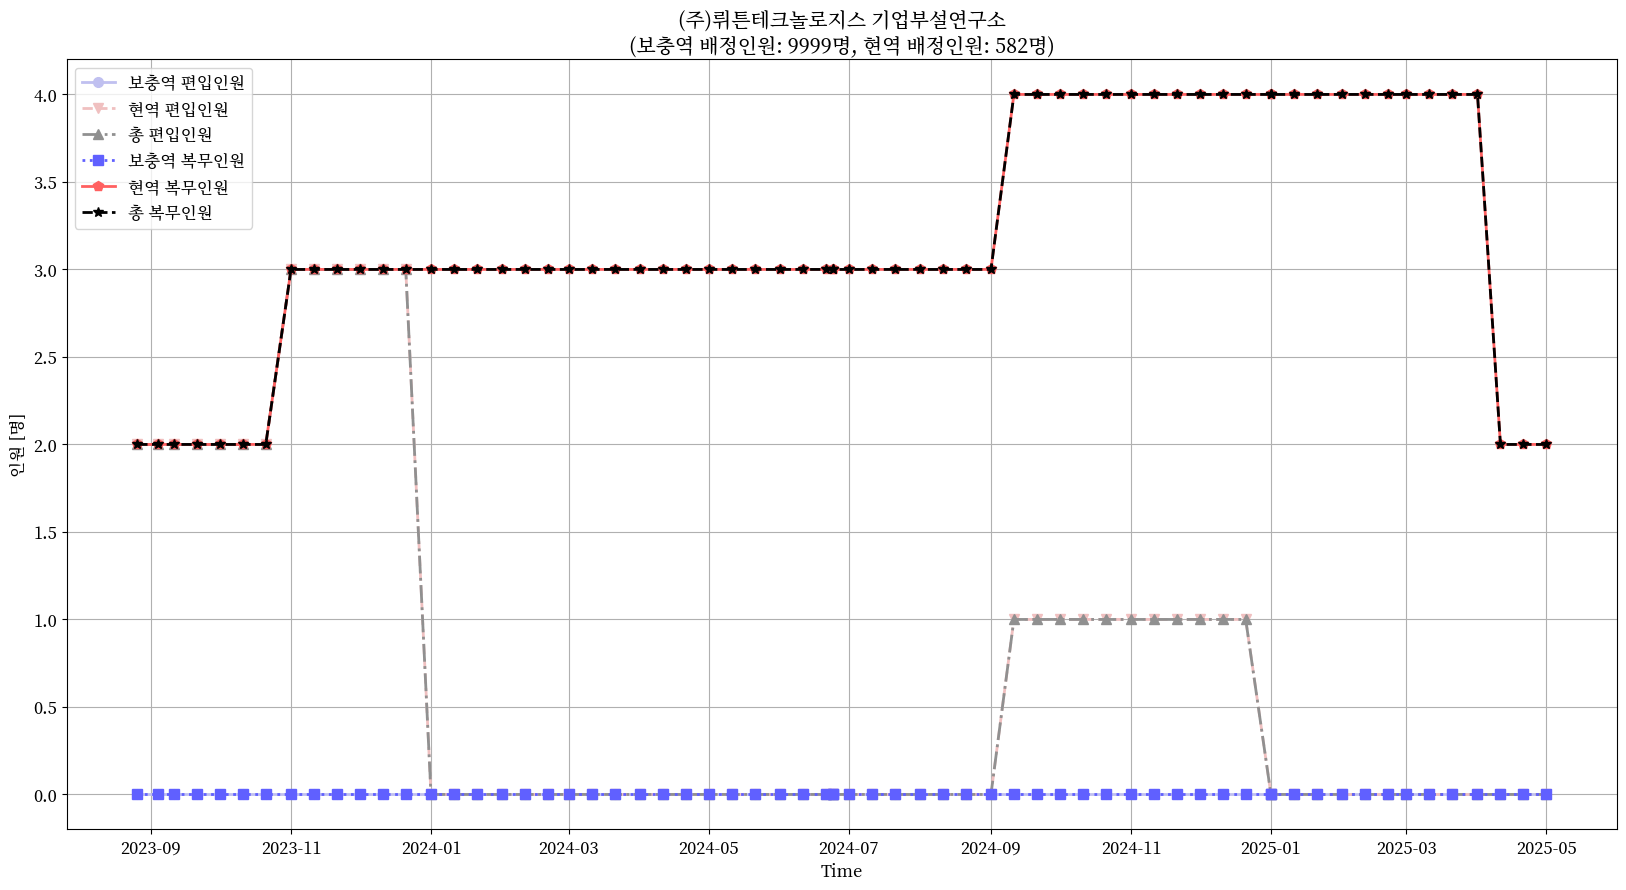 (주)뤼튼테크놀로지스 기업부설연구소
(보충역 배정인원: 9999명, 현역 배정인원: 582명)
보충역 편입인원
현역 편입인원
총 편입인원
보충역 복무인원
현역 복무인원
총 복무인원
4.0
3.5
3.0
2.5
2.0
1.5
1.0
0.5
0.0
인원 [명]
2023-09 2023-11 2024-01 2024-03 2024-05 2024-07 2024-09 2024-11 2025-01 2025-03 2025-05
Time